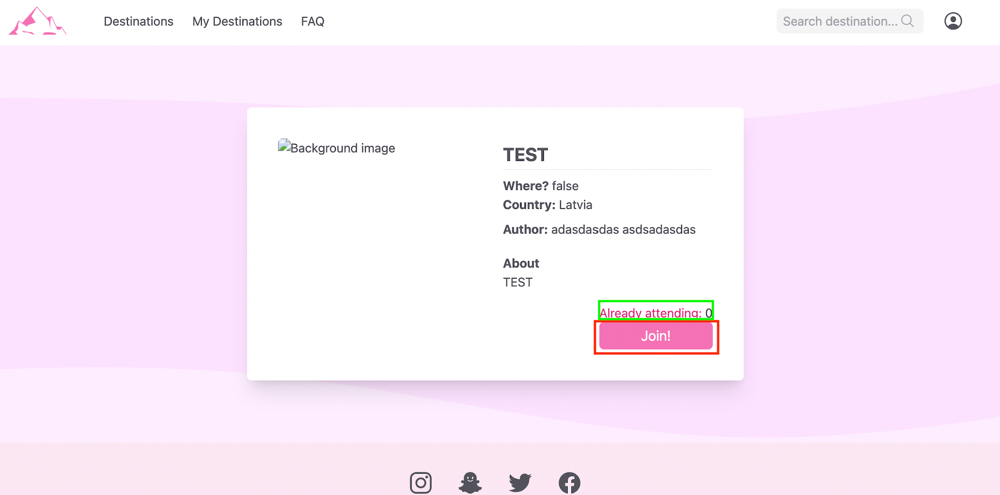 Destinations My Destinations FAQ Search destination...
Background image
TEST
Where? false
Country: Latvia
Author: adasdasdas asdsadasdas
About
TEST
Already attending: 0
Join!